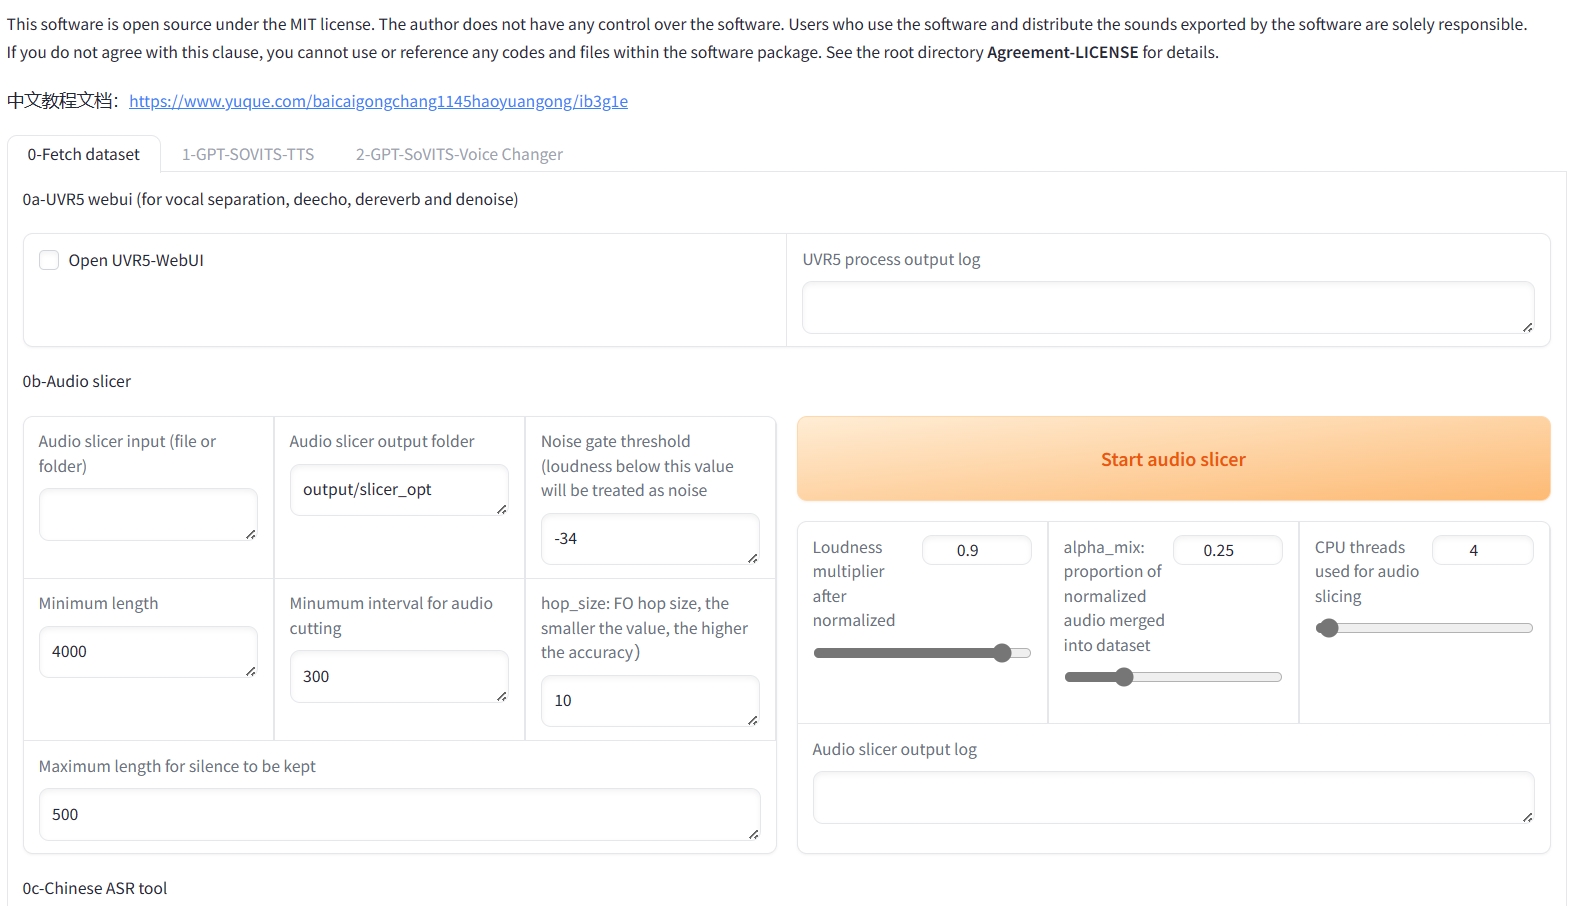 This software is open source under the MIT license. The author does not have any control over the software. Users who use the software and distribute the sounds exported by the software are solely responsible.
If you do not agree with this clause, you cannot use or reference any codes and files within the software package. See the root directory Agreement-LICENSE for details.
中文教程文档：https://www.yuque.com/baicaigongchang1145haoyuangong/ib3g1e
0-Fetch dataset
1-GPT-SOVITS-TTS
2-GPT-SoVITS-Voice Changer
0a-UVR5 webui (for vocal separation, deecho, dereverb and denoise)
Open UVR5-WebUI
UVR5 process output log
0b-Audio slicer
Audio slicer input (file or
folder)
Audio slicer output folder
output/slicer_opt
Noise gate threshold
(loudness below this value
will be treated as noise
-34
Minimum length
4000
Minumum interval for audio
cutting
300
hop_size: FO hop size, the
smaller the value, the higher
the accuracy）
10
Maximum length for silence to be kept
500
Start audio slicer
Loudness
multiplier
after
normalized
0.9
alpha_mix:
proportion of
normalized
audio merged
into dataset
0.25
CPU threads
used for audio
slicing
4
Audio slicer output log
0c-Chinese ASR tool